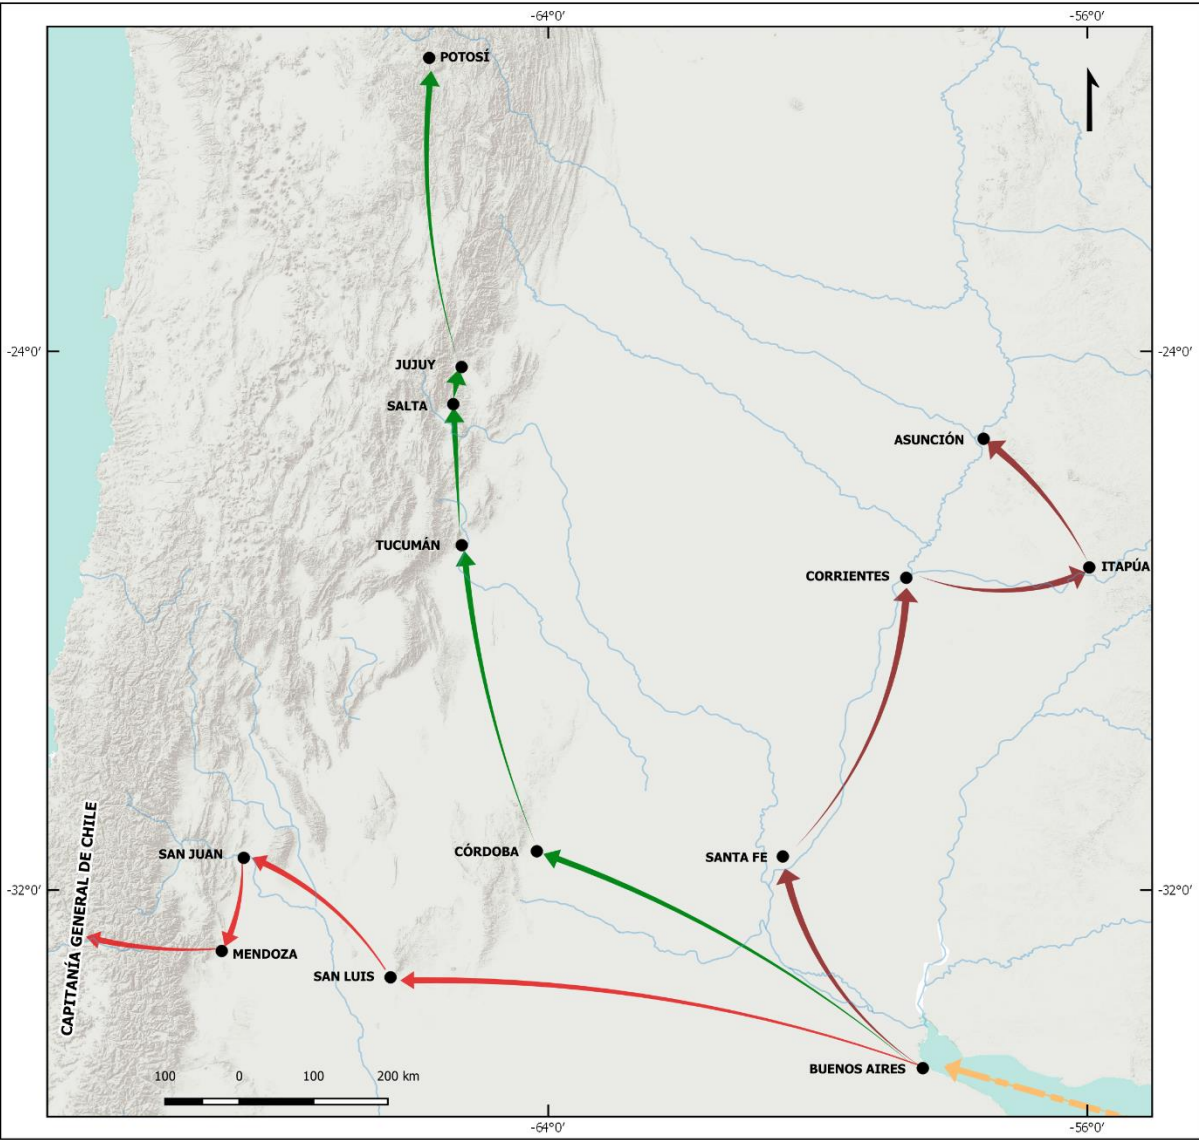 -64°0′
-56°0′
POTOSÍ
-24°0′
-24°0′
JUJUY
SALTA
ASUNCIÓN
TUCUMÁN
CORRIENTES
ITAPÚA
SAN JUAN
CÓRDOBA
SANTA FE
-32°0′
-32°0′
CAPITANÍA GENERAL DE CHILE
MENDOZA
SAN LUIS
BUENOS AIRES
100 0 100 200 km
-64°0′
-56°0′